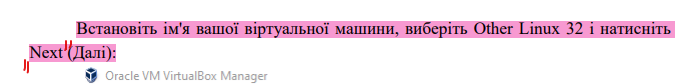 Встановіть ім'я вашої віртуальної машини, виберіть Other Linux 32 і натисніть
Next (Далі):
Oracle VM VirtualBox Manager